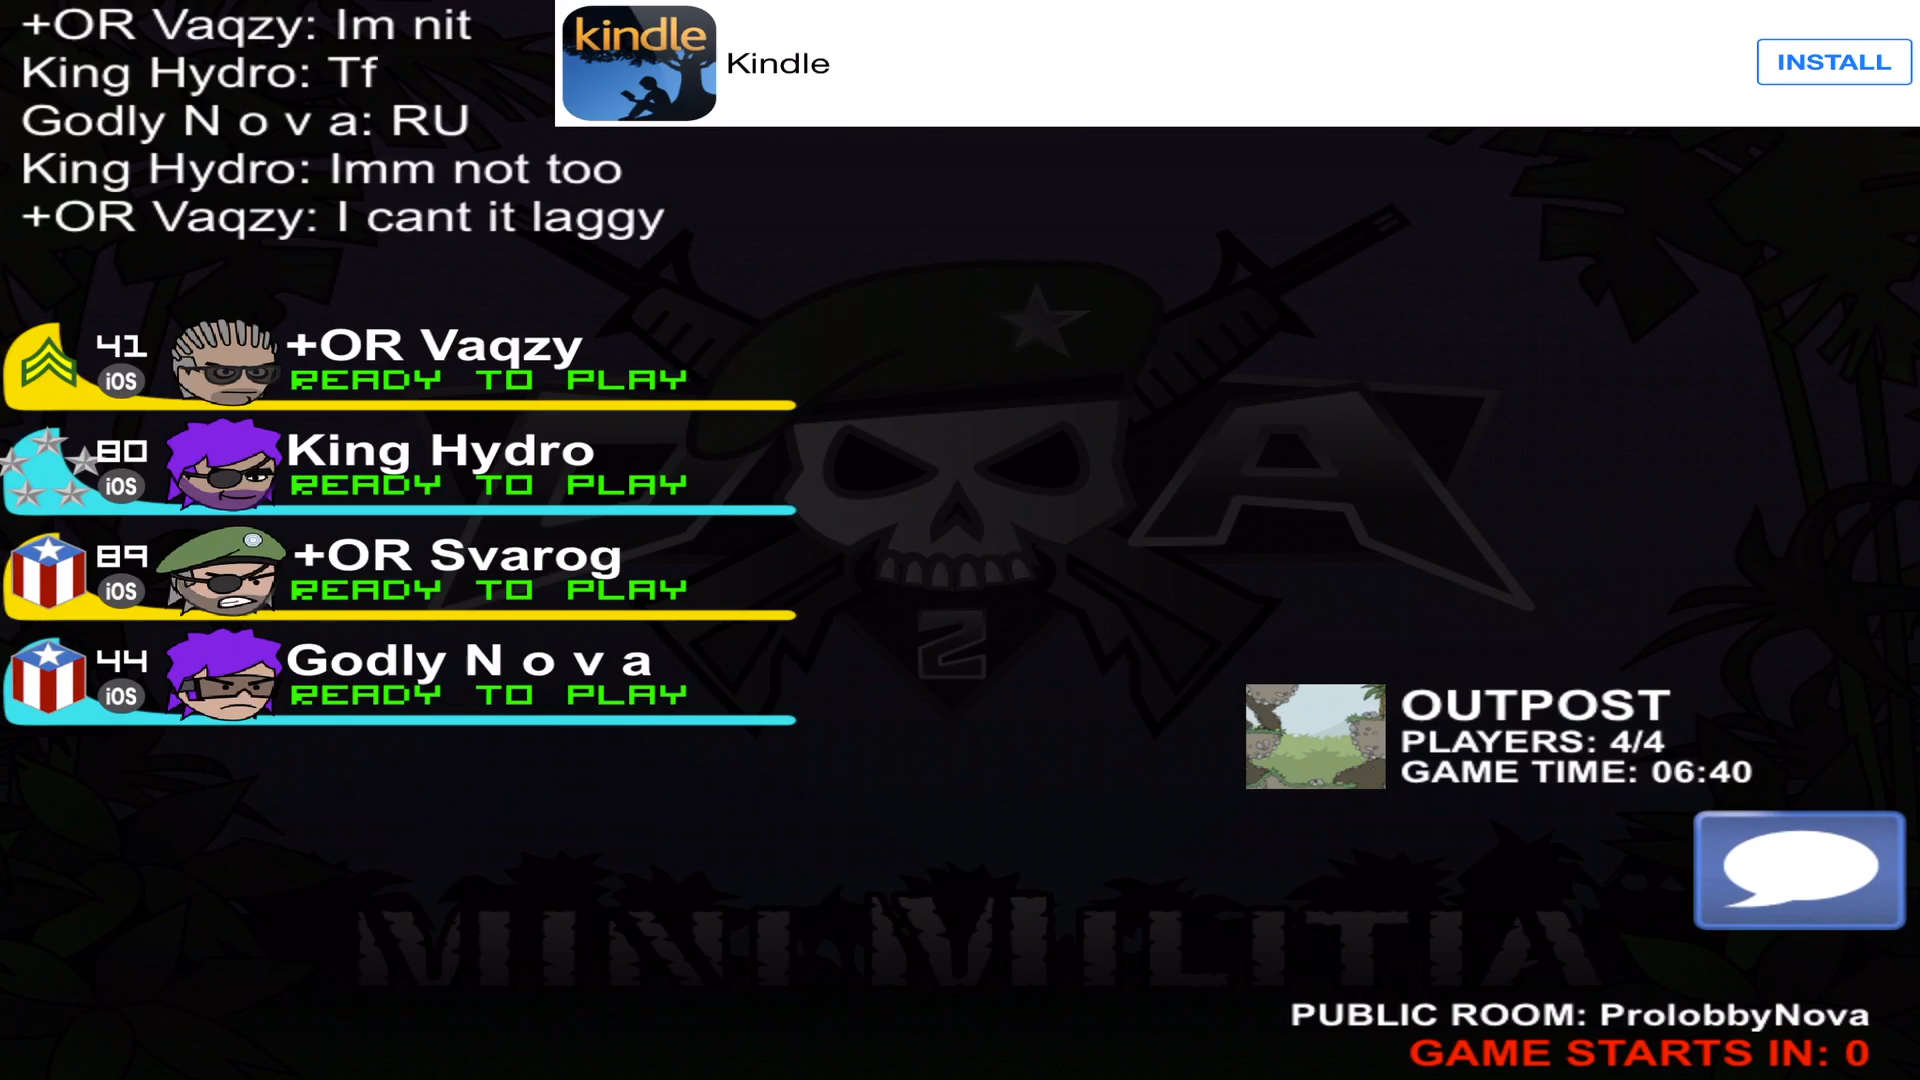 +OR Vaqzy: Im nit
King Hydro: Tf
Godly N o v a: RU
King Hydro: Imm not too
+OR Vaqzy: I cant it laggy
kindle
Kindle
INSTALL
41
iOS
+OR Vaqzy
READY TO PLAY
80
iOS
King Hydro
READY TO PLAY
89
iOS
+OR Svarog
READY TO PLAY
44
iOS
Godly N o v a
READY TO PLAY
DA
2
MINI MILITIA
OUTPOST
PLAYERS: 4/4
GAME TIME: 06:40
PUBLIC ROOM: ProlobbyNova
GAME STARTS IN: 0